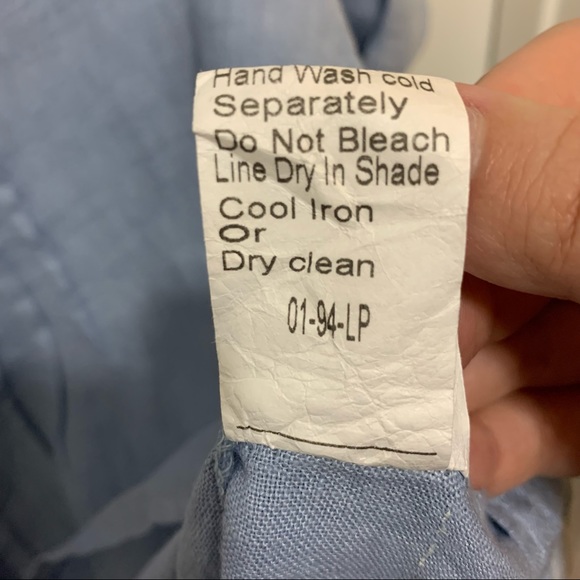 Hand Wash cold
Separately
Do Not Bleach
Line Dry In Shade
Cool Iron
Or
Dry clean
01-94-LP